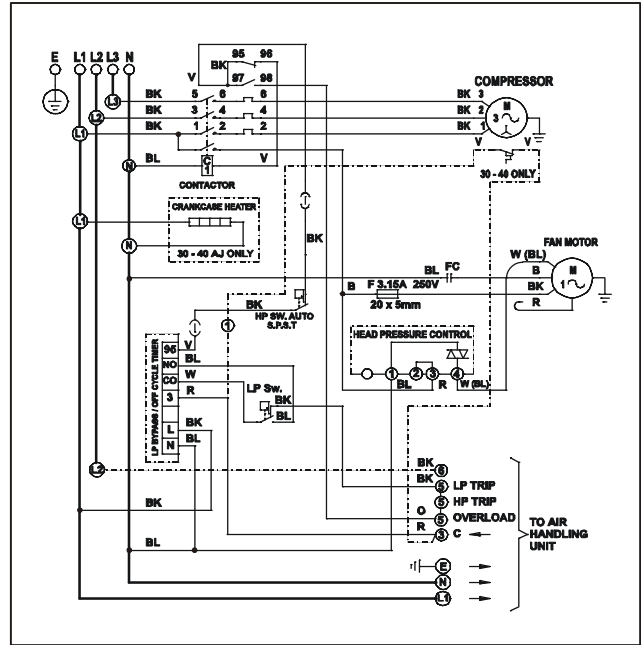 E L1 L2 L3 N
95 96
BK
V 97 98
COMPRESSOR
BK 5 6 6 BK 3
L3
BK 3 4 4 BK 2
L2
M
3
BK 1 2 2 BK 1
L1
V V
BL C V
N 1
30 - 40 ONLY
CONTACTOR
CRANKCASE HEATER
L1
N
30 - 40 AJ ONLY
BK
W (BL) FAN MOTOR
BL FC B M
B F 3.15A 250V BK 1
20 x 5mm R
BK
HP SW. AUTO
S.P.S.T
1
HEAD PRESSURE CONTROL
1 2 3 4
BL R W (BL)
LP BYPASS / OFF CYCLE TIMER
95 V
NO BL
CO W
3 R
L BK
N BL
LP Sw.
BK
BL
L2
BK 6
BK 5 LP TRIP
5 HP TRIP
BK
O 5 OVERLOAD
R 3 C
BL
TO AIR
HANDLING
UNIT
E
N
L1